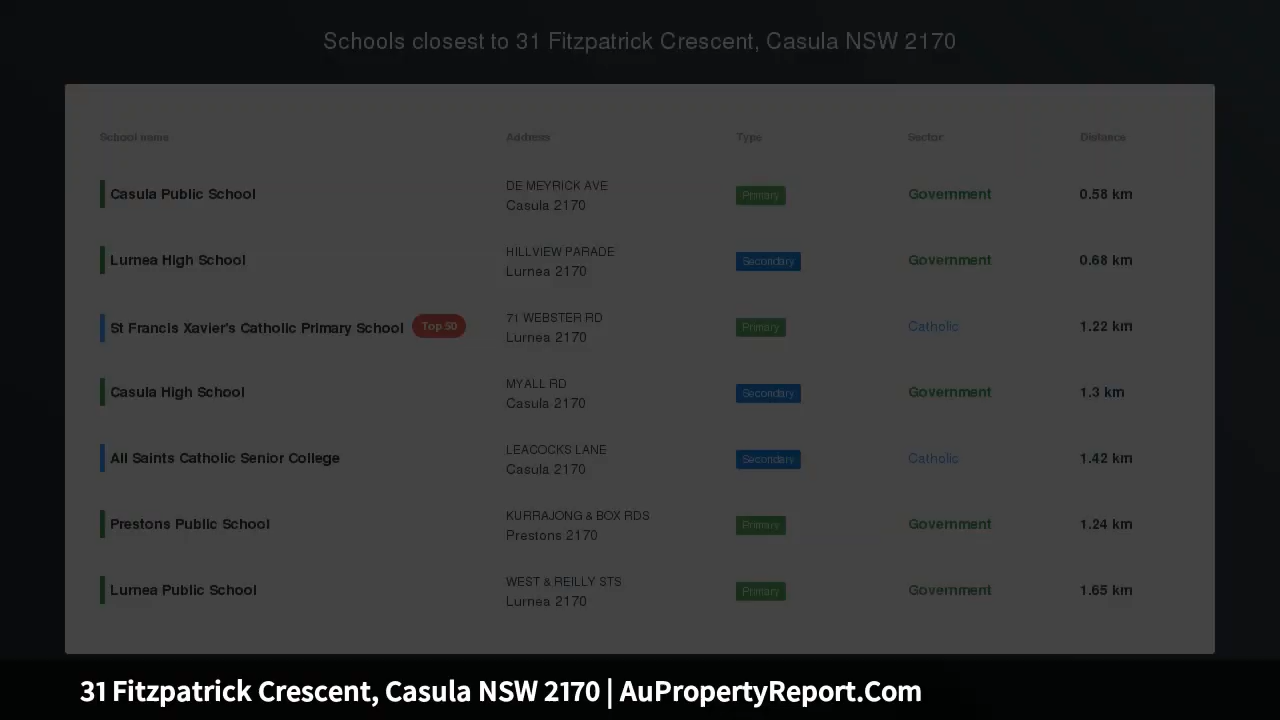 Schools closest to 31 Fitzpatrick Crescent, Casula NSW 2170
School name Address Type Sector Distance
Casula Public School DE MEYRICK AVE Casula 2170 Primary Government 0.58 km
Lurnea High School HILLVIEW PARADE Lurnea 2170 Secondary Government 0.68 km
St Francis Xavier's Catholic Primary School Top 50 71 WEBSTER RD Lurnea 2170 Primary Catholic 1.22 km
Casula High School MYALL RD Casula 2170 Secondary Government 1.3 km
All Saints Catholic Senior College LEACOCKS LANE Casula 2170 Secondary Catholic 1.42 km
Prestons Public School KURRAJONG & BOX RDS Prestons 2170 Primary Government 1.24 km
Lurnea Public School WEST & REILLY STS Lurnea 2170 Primary Government 1.65 km
31 Fitzpatrick Crescent, Casula NSW 2170 | AuPropertyReport.Com